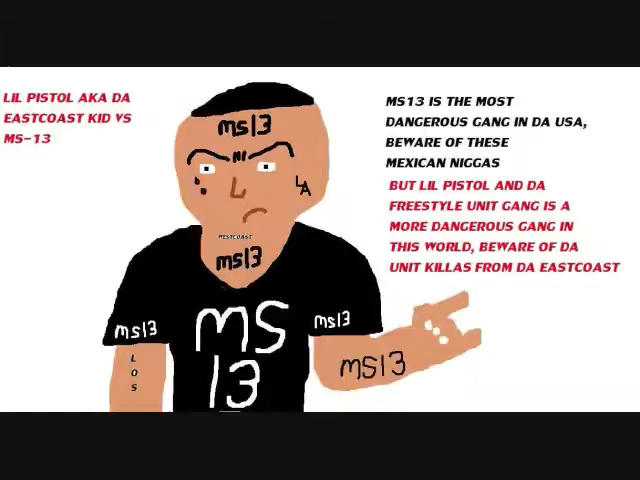 LIL PISTOL AKA DA
EASTCOAST KID VS
MS-13
MS13 IS THE MOST
DANGEROUS GANG IN DA USA,
BEWARE OF THESE
MEXICAN NIGGAS
BUT LIL PISTOL AND DA
FREESTYLE UNIT GANG IS A
MORE DANGEROUS GANG IN
THIS WORLD, BEWARE OF DA
UNIT KILLAS FROM DA EASTCOAST
ms13
LA
WESTCOAST
ms13
MS
13
ms13
ms13
LOS
MS13